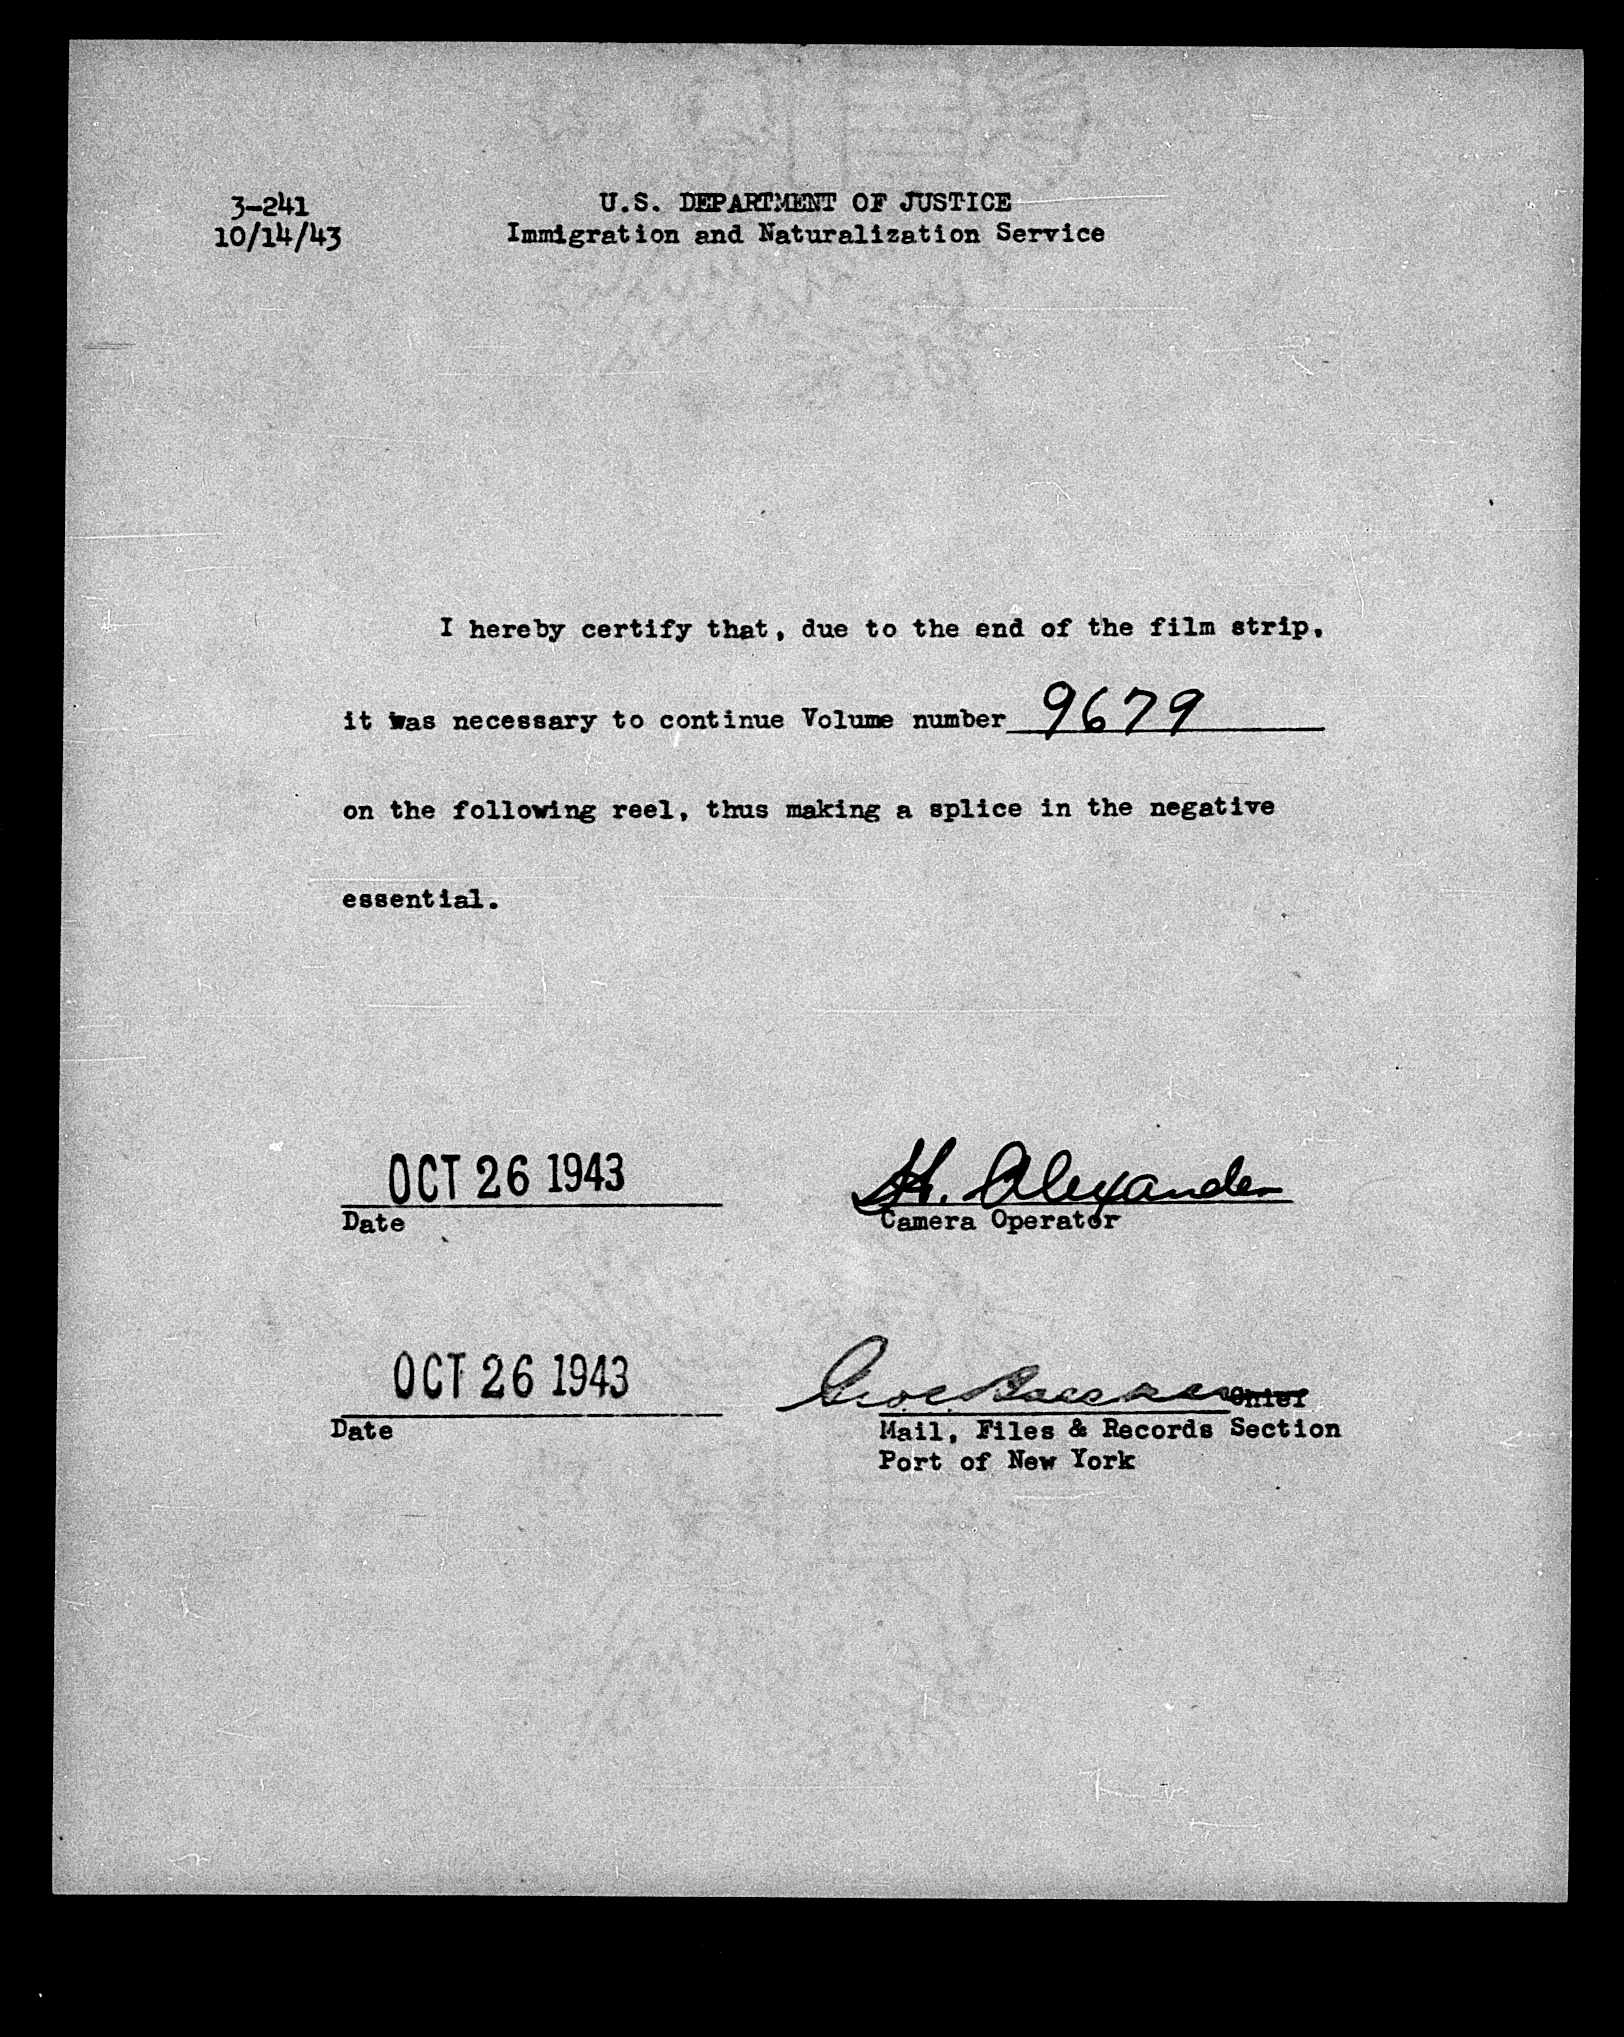 3-241
10/14/43
U.S. DEPARTMENT OF JUSTICE
Immigration and Naturalization Service
I hereby certify that, due to the end of the film strip,
it was necessary to continue Volume number 9679
on the following reel, thus making a splice in the negative
essential.
OCT 26 1943
H. Alexander
Date
Camera Operator
OCT 26 1943
Chief
Date
Mail, Files & Records Section
Port of New York